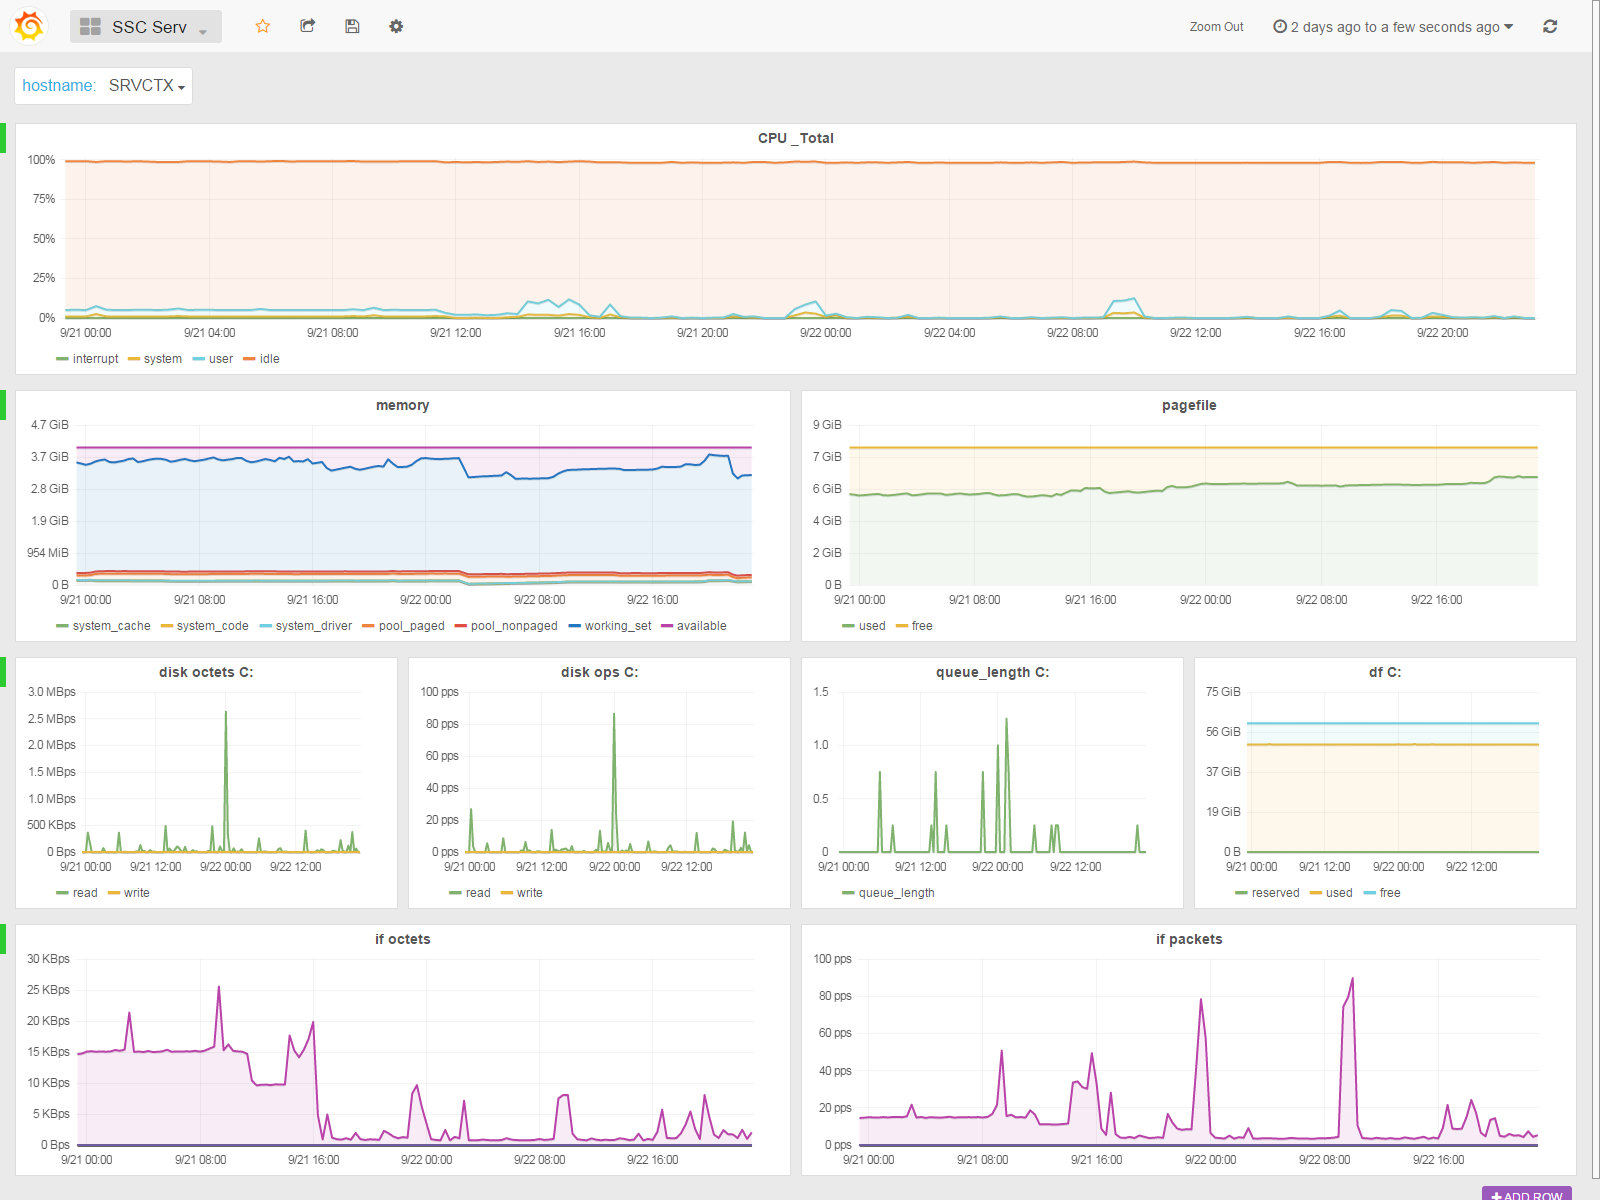 SSC Serv
Zoom Out
2 days ago to a few seconds ago
hostname: SRVCTX
CPU _Total
100%
75%
50%
25%
0%
9/21 00:00 9/21 04:00 9/21 08:00 9/21 12:00 9/21 16:00 9/21 20:00 9/22 00:00 9/22 04:00 9/22 08:00 9/22 12:00 9/22 16:00 9/22 20:00
interrupt system user idle
memory
4.7 GiB
3.7 GiB
2.8 GiB
1.9 GiB
954 MiB
0 B
9/21 00:00 9/21 08:00 9/21 16:00 9/22 00:00 9/22 08:00 9/22 16:00
system_cache system_code system_driver pool_paged pool_nonpaged working_set available
pagefile
9 GiB
7 GiB
6 GiB
4 GiB
2 GiB
0 B
9/21 00:00 9/21 08:00 9/21 16:00 9/22 00:00 9/22 08:00 9/22 16:00
used free
disk octets C:
3.0 MBps
2.5 MBps
2.0 MBps
1.5 MBps
1.0 MBps
500 KBps
0 Bps
9/21 00:00 9/21 12:00 9/22 00:00 9/22 12:00
read write
disk ops C:
100 pps
80 pps
60 pps
40 pps
20 pps
0 pps
9/21 00:00 9/21 12:00 9/22 00:00 9/22 12:00
read write
queue_length C:
1.5
1.0
0.5
0
9/21 00:00 9/21 12:00 9/22 00:00 9/22 12:00
queue_length
df C:
75 GiB
56 GiB
37 GiB
19 GiB
0 B
9/21 00:00 9/21 12:00 9/22 00:00 9/22 12:00
reserved used free
if octets
30 KBps
25 KBps
20 KBps
15 KBps
10 KBps
5 KBps
0 Bps
9/21 00:00 9/21 08:00 9/21 16:00 9/22 00:00 9/22 08:00 9/22 16:00
if packets
100 pps
80 pps
60 pps
40 pps
20 pps
0 pps
9/21 00:00 9/21 08:00 9/21 16:00 9/22 00:00 9/22 08:00 9/22 16:00
+ ADD ROW